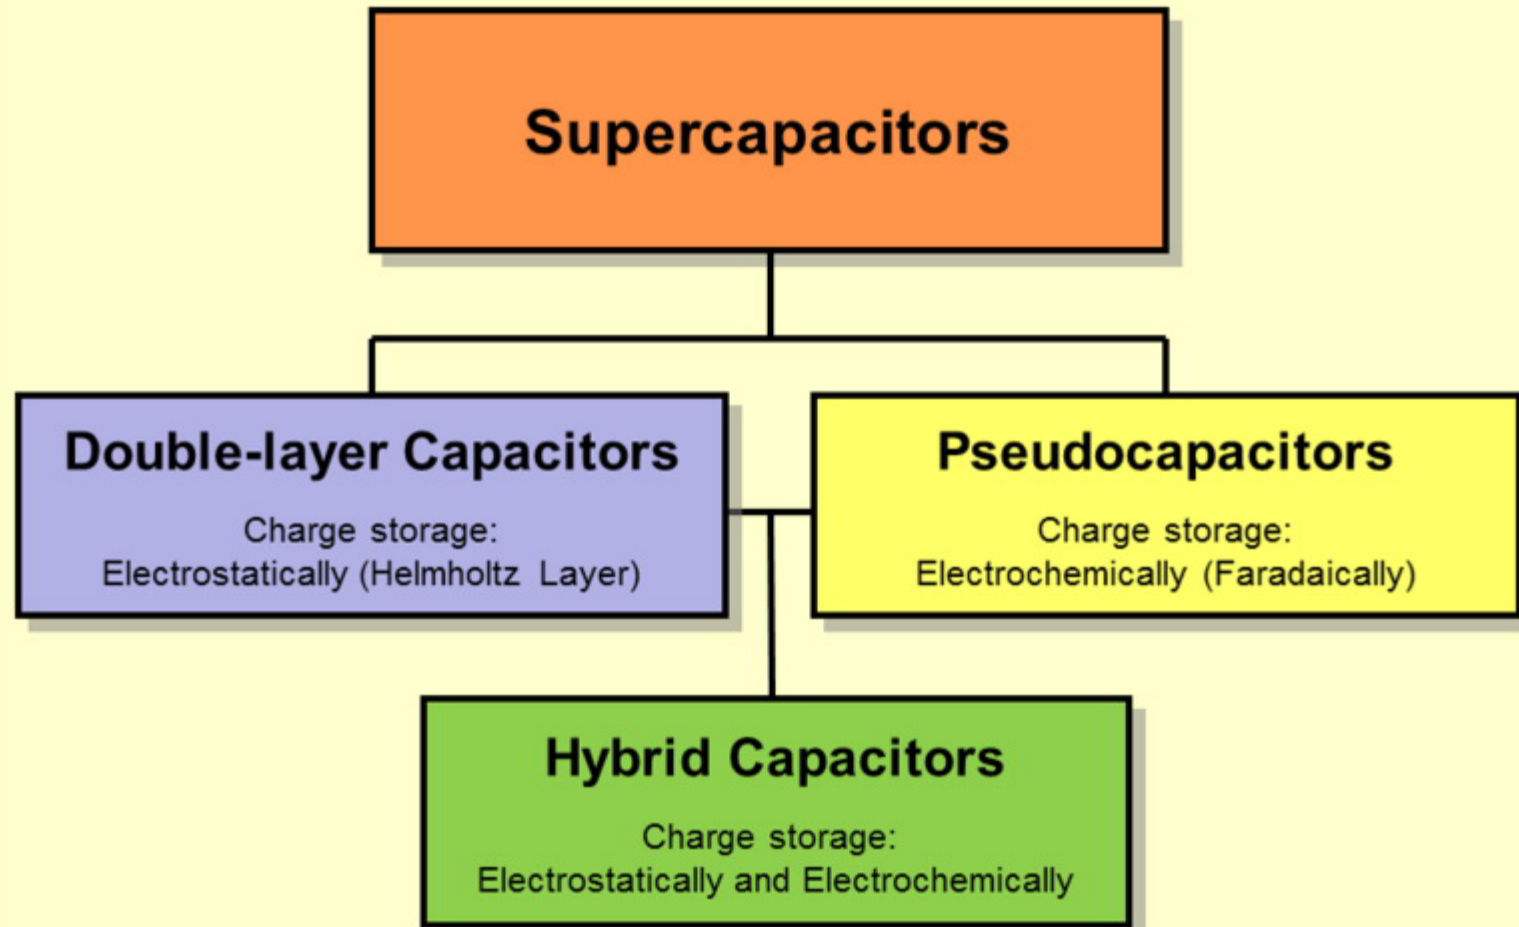 Supercapacitors
Double-layer Capacitors
Charge storage:
Electrostatically (Helmholtz Layer)
Pseudocapacitors
Charge storage:
Electrochemically (Faradaically)
Hybrid Capacitors
Charge storage:
Electrostatically and Electrochemically